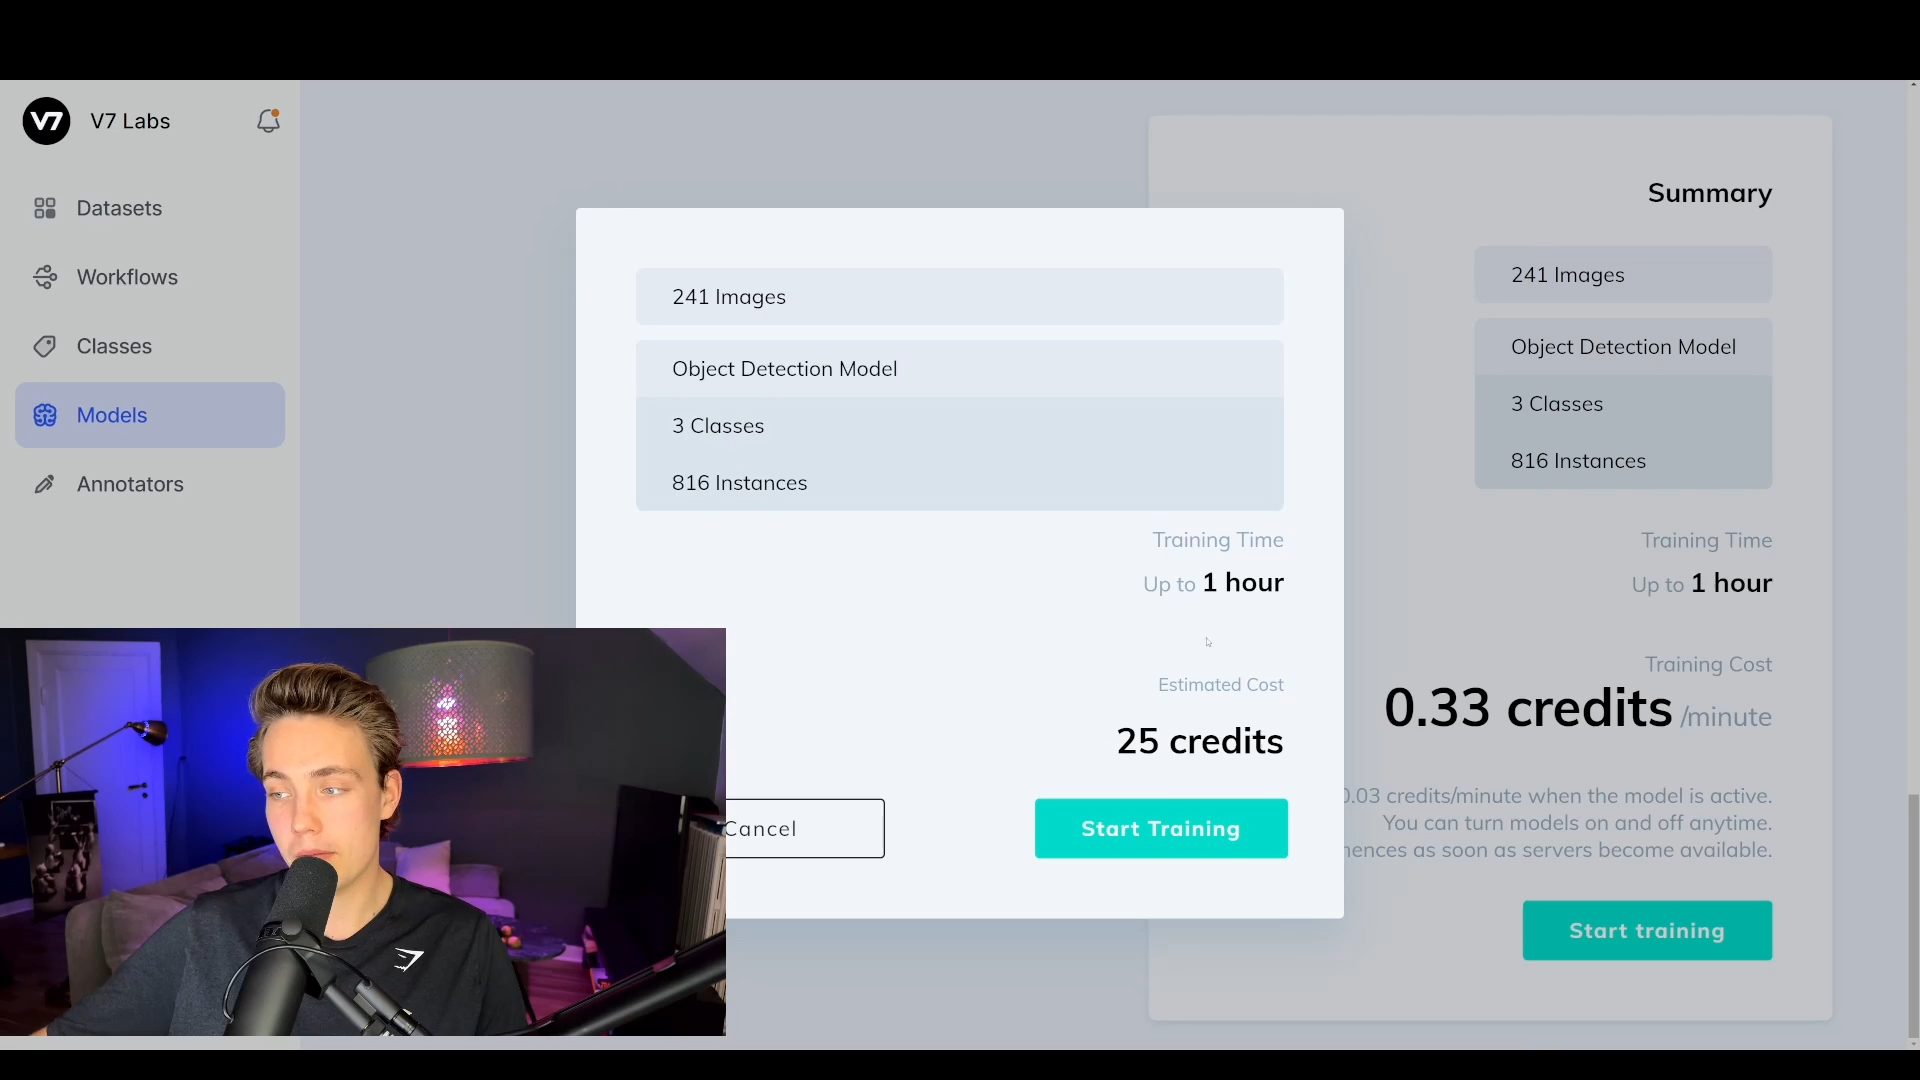 V7 V7 Labs
Datasets
Workflows
Classes
Models
Annotators
241 Images
Object Detection Model
3 Classes
816 Instances
Training Time
Up to 1 hour
Estimated Cost
25 credits
Cancel
Start Training
Summary
241 Images
Object Detection Model
3 Classes
816 Instances
Training Time
Up to 1 hour
Training Cost
0.33 credits /minute
0.03 credits/minute when the model is active.
You can turn models on and off anytime.
as soon as servers become available.
Start training